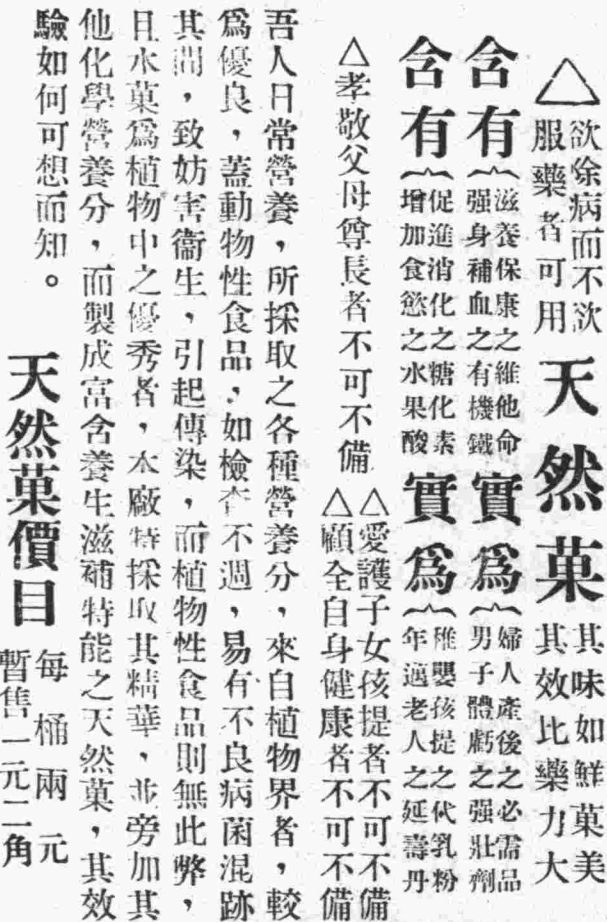 △欲除病而不欲
服藥者可用
天然菓
其味如鮮菓美
其效比藥力大
含有
滋養保康之維他命
强身補血之有機鐵
實爲
婦人產後之必需品
男子體虧之强壯劑
含有
促進消化之糖化素
增加食慾之水果酸
實爲
稚嬰孩提之代乳粉
年邁老人之延壽丹
△孝敬父母尊長者不可不備
△愛護子女孩提者不可不備
△顧全自身健康者不可不備
吾人日常營養，所採取之各種營養分，來自植物界者，較
爲優良，蓋動物性食品，如檢查不週，易有不良病菌混跡
其間，致妨害衞生，引起傳染，而植物性食品則無此弊，
且水菓爲植物中之優秀者，本廠特採取其精華，並旁加其
他化學營養分，而製成富含養生滋補特能之天然菓，其效
驗如何可想而知。
天然菓價目
每桶兩元
暫售一元二角